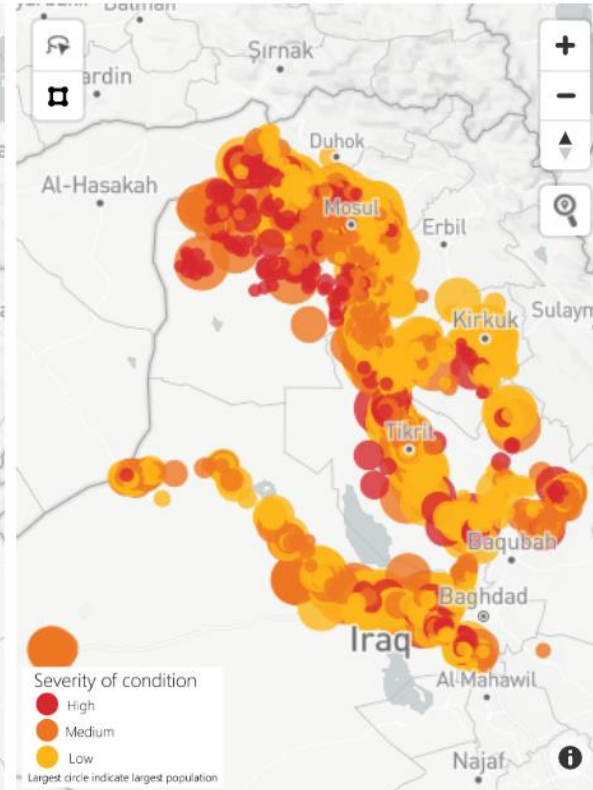 Şırnak
Duhok
Al-Hasakah
Mosul
Erbil
Kirkuk
Tikrit
Baqubah
Baghdad
Iraq
Al-Mahawil
Najaf
Severity of condition
High
Medium
Low
Largest circle indicate largest population